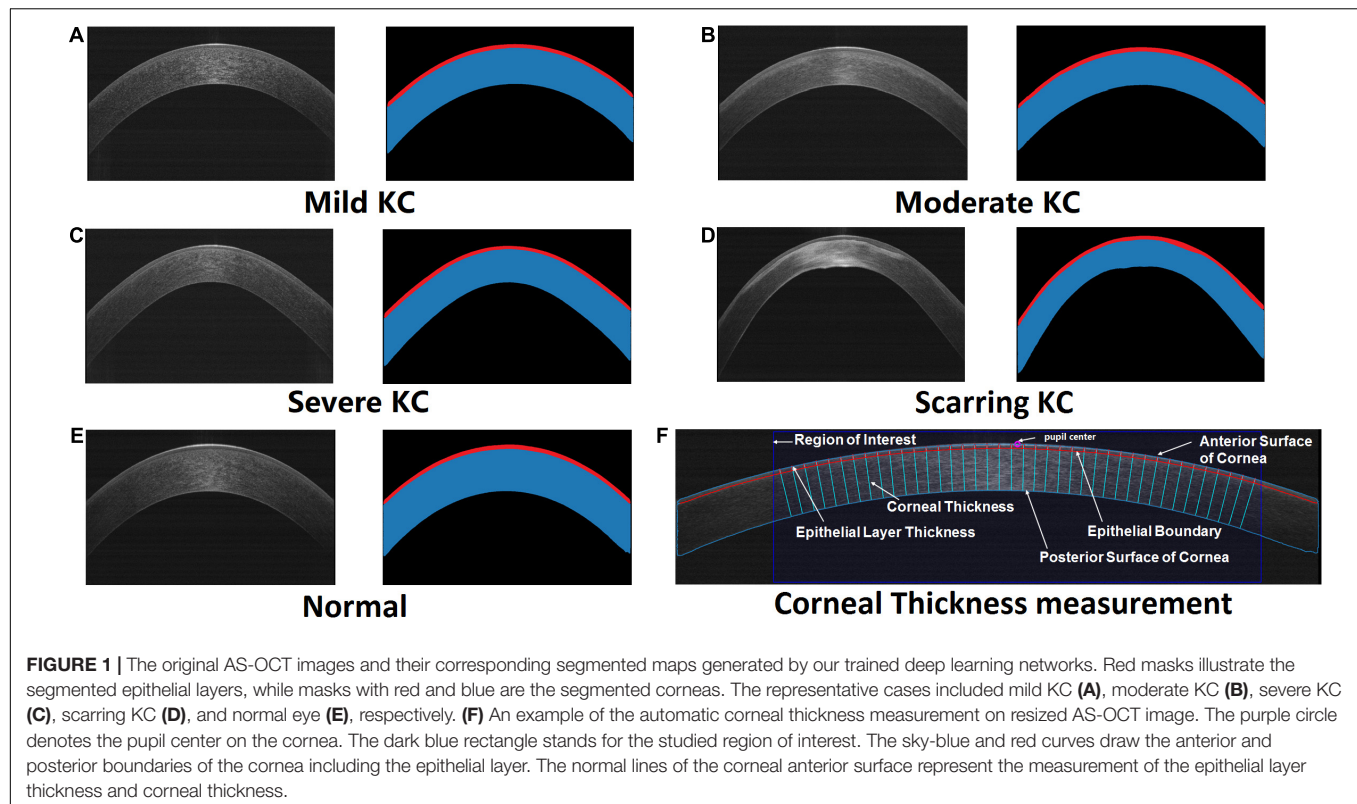 A
B
Mild KC
Moderate KC
C
D
Severe KC
Scarring KC
E
F
Region of Interest
pupil center
Anterior Surface
of Cornea
Corneal Thickness
Epithelial Layer Thickness
Epithelial Boundary
Posterior Surface of Cornea
Normal
Corneal Thickness measurement
FIGURE 1 | The original AS-OCT images and their corresponding segmented maps generated by our trained deep learning networks. Red masks illustrate the
segmented epithelial layers, while masks with red and blue are the segmented corneas. The representative cases included mild KC (A), moderate KC (B), severe KC
(C), scarring KC (D), and normal eye (E), respectively. (F) An example of the automatic corneal thickness measurement on resized AS-OCT image. The purple circle
denotes the pupil center on the cornea. The dark blue rectangle stands for the studied region of interest. The sky-blue and red curves draw the anterior and
posterior boundaries of the cornea including the epithelial layer. The normal lines of the corneal anterior surface represent the measurement of the epithelial layer
thickness and corneal thickness.